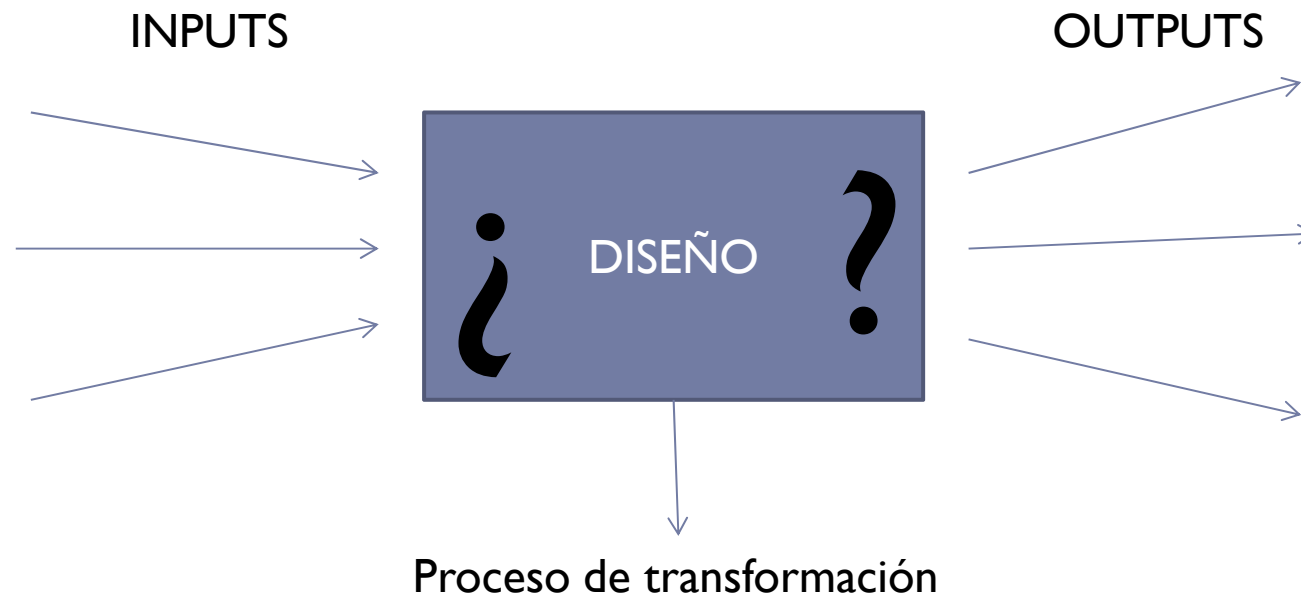 INPUTS
OUTPUTS
¿ DISEÑO ?
Proceso de transformación